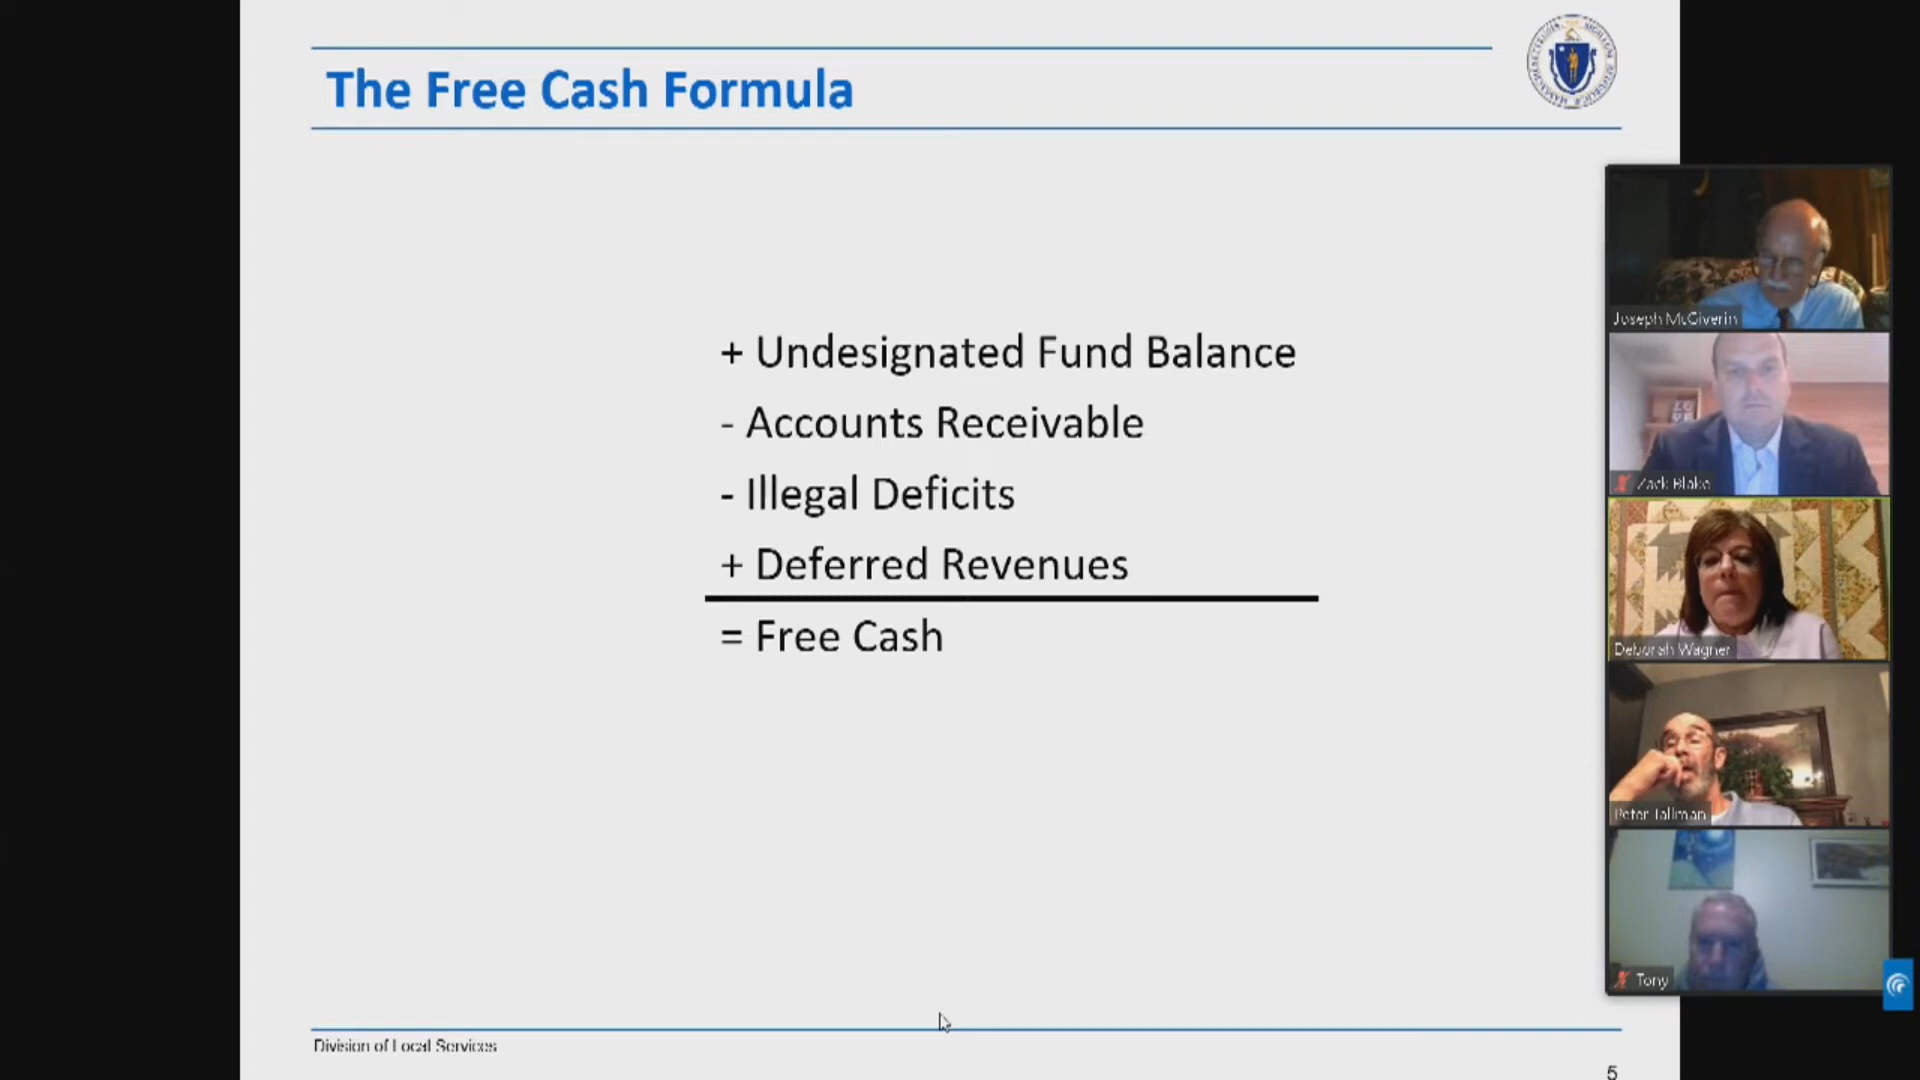 The Free Cash Formula
+ Undesignated Fund Balance
- Accounts Receivable
- Illegal Deficits
+ Deferred Revenues
= Free Cash
Division of Local Services
5
Joseph McGiverin
Zack Blake
Deborah Wagner
Peter Tallman
Tony